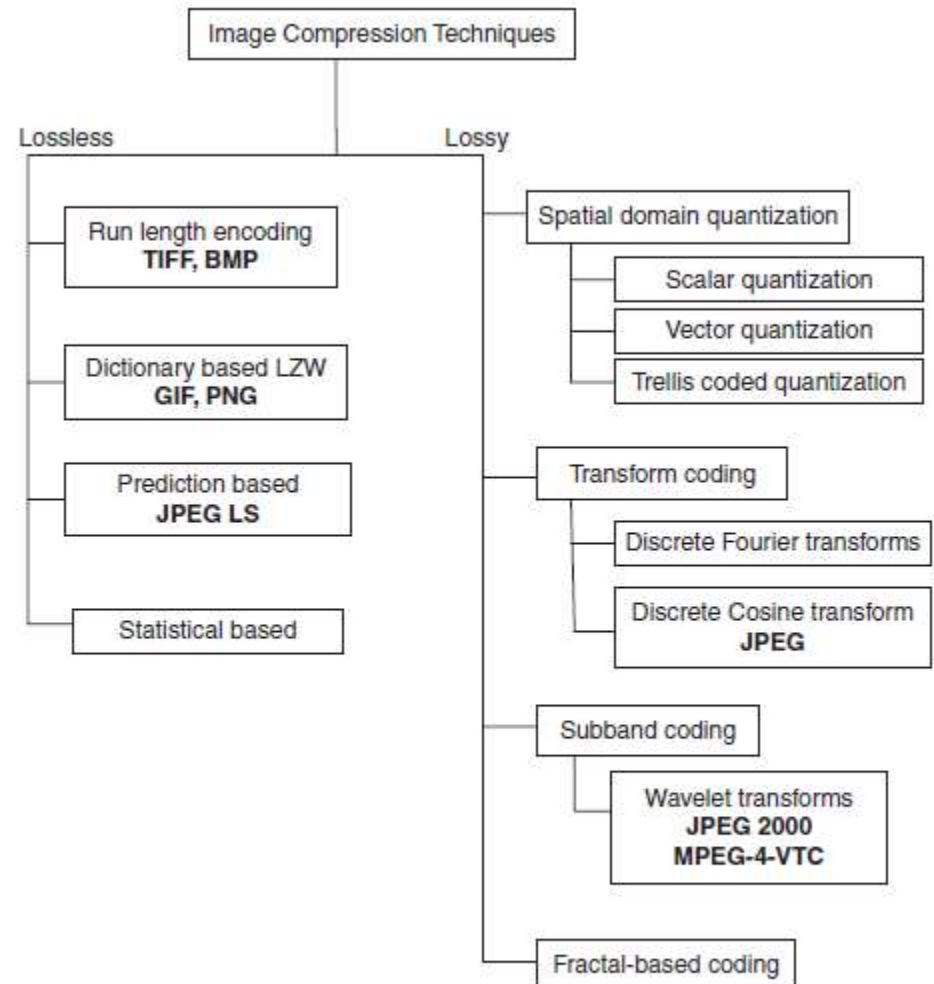 Image Compression Techniques
Lossless
Run length encoding
TIFF, BMP
Dictionary based LZW
GIF, PNG
Prediction based
JPEG LS
Statistical based
Lossy
Spatial domain quantization
Scalar quantization
Vector quantization
Trellis coded quantization
Transform coding
Discrete Fourier transforms
Discrete Cosine transform
JPEG
Subband coding
Wavelet transforms
JPEG 2000
MPEG-4-VTC
Fractal-based coding